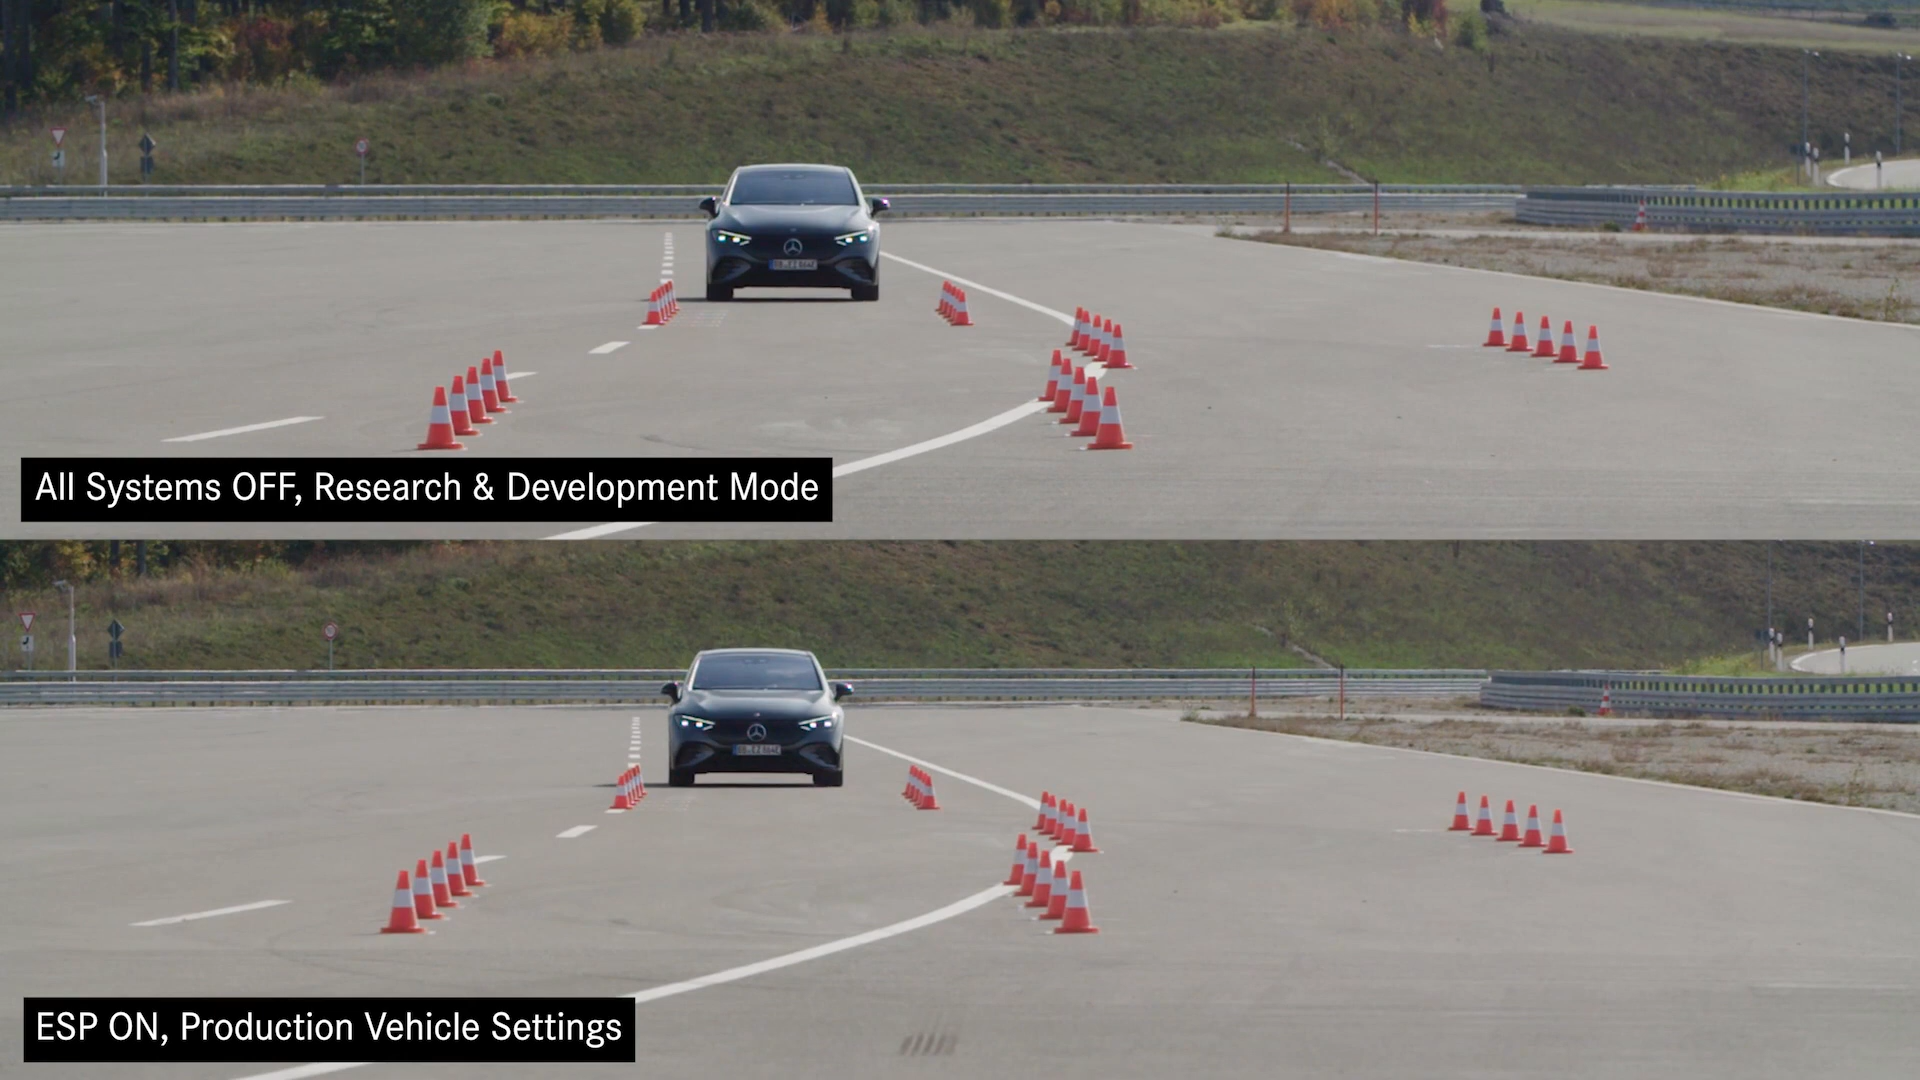 All Systems OFF, Research & Development Mode
ESP ON, Production Vehicle Settings